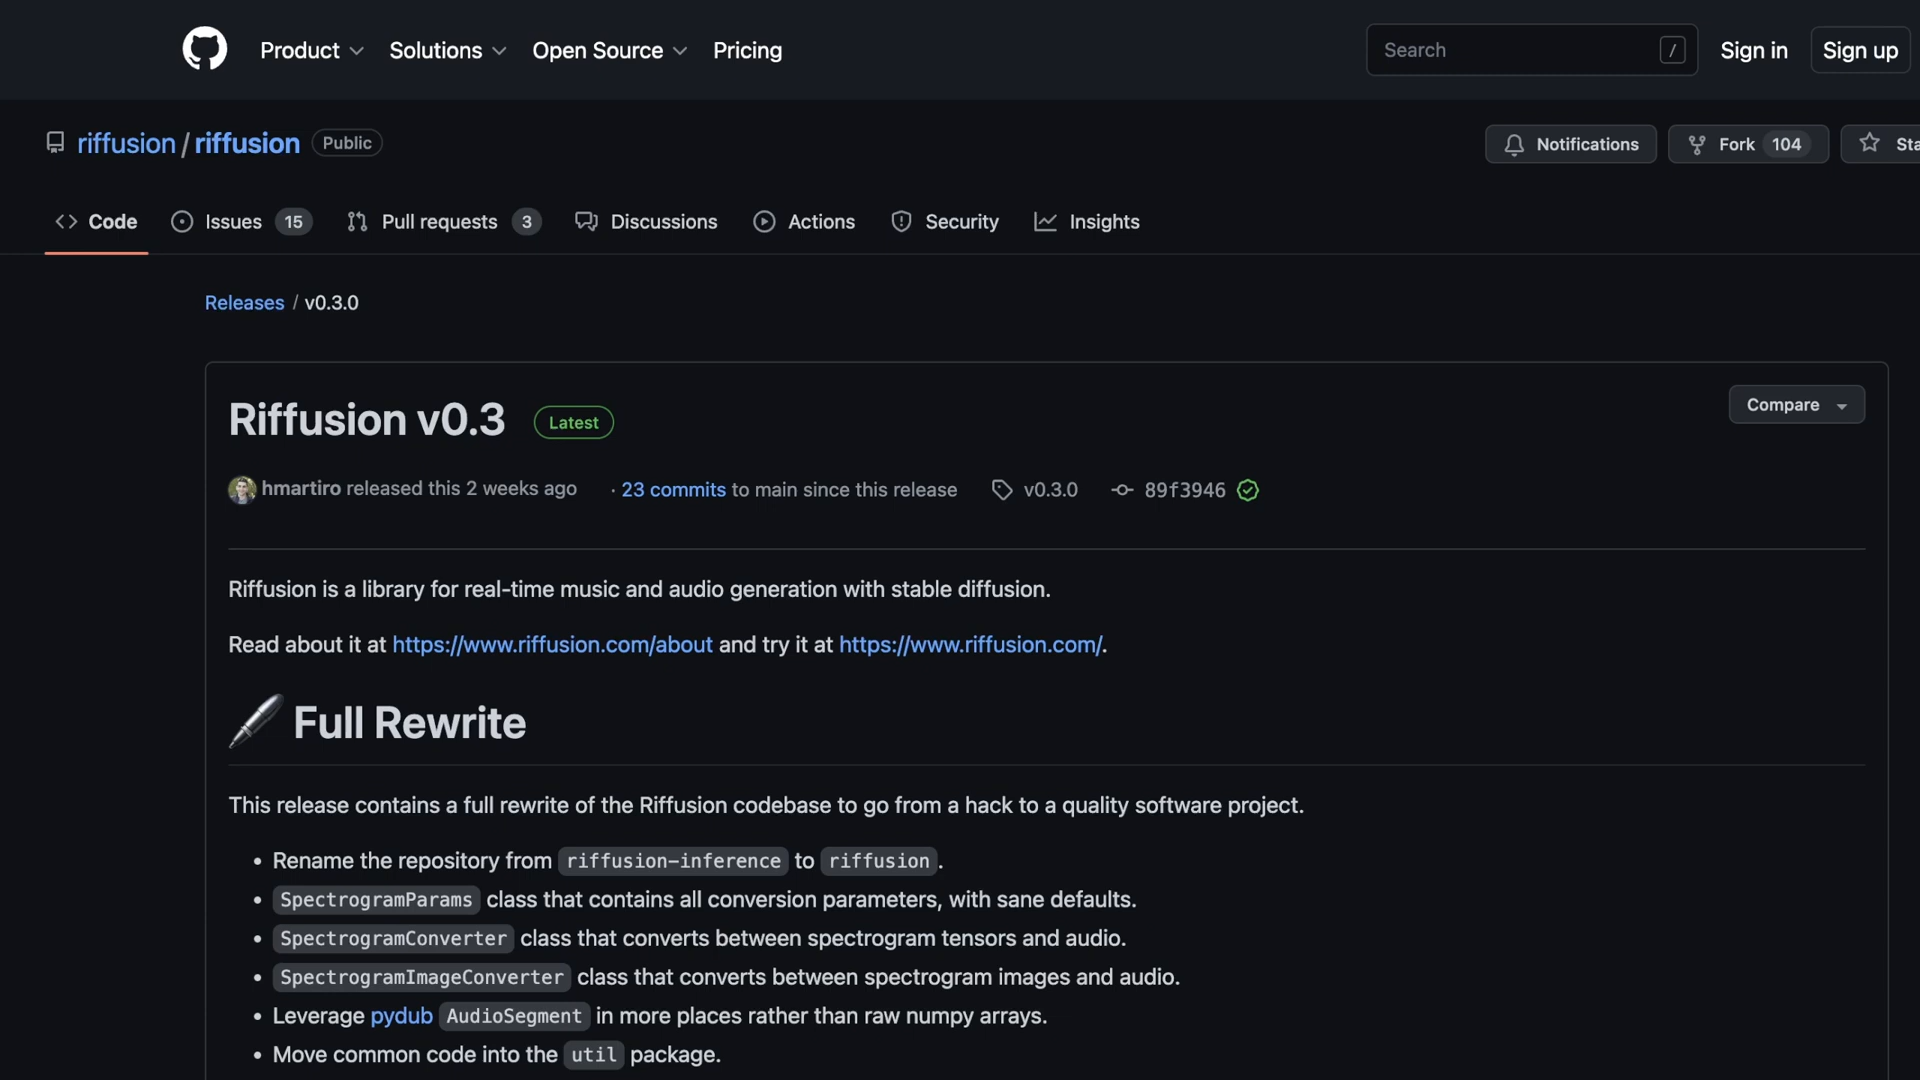 Product Solutions Open Source Pricing Search / Sign in Sign up
riffusion / riffusion Public Notifications Fork 104
Code Issues 15 Pull requests 3 Discussions Actions Security Insights
Releases / v0.3.0
Riffusion v0.3 Latest Compare
hmartiro released this 2 weeks ago · 23 commits to main since this release v0.3.0 89f3946
Riffusion is a library for real-time music and audio generation with stable diffusion.
Read about it at https://www.riffusion.com/about and try it at https://www.riffusion.com/.
Full Rewrite
This release contains a full rewrite of the Riffusion codebase to go from a hack to a quality software project.
• Rename the repository from riffusion-inference to riffusion.
• SpectrogramParams class that contains all conversion parameters, with sane defaults.
• SpectrogramConverter class that converts between spectrogram tensors and audio.
• SpectrogramImageConverter class that converts between spectrogram images and audio.
• Leverage pydub AudioSegment in more places rather than raw numpy arrays.
• Move common code into the util package.